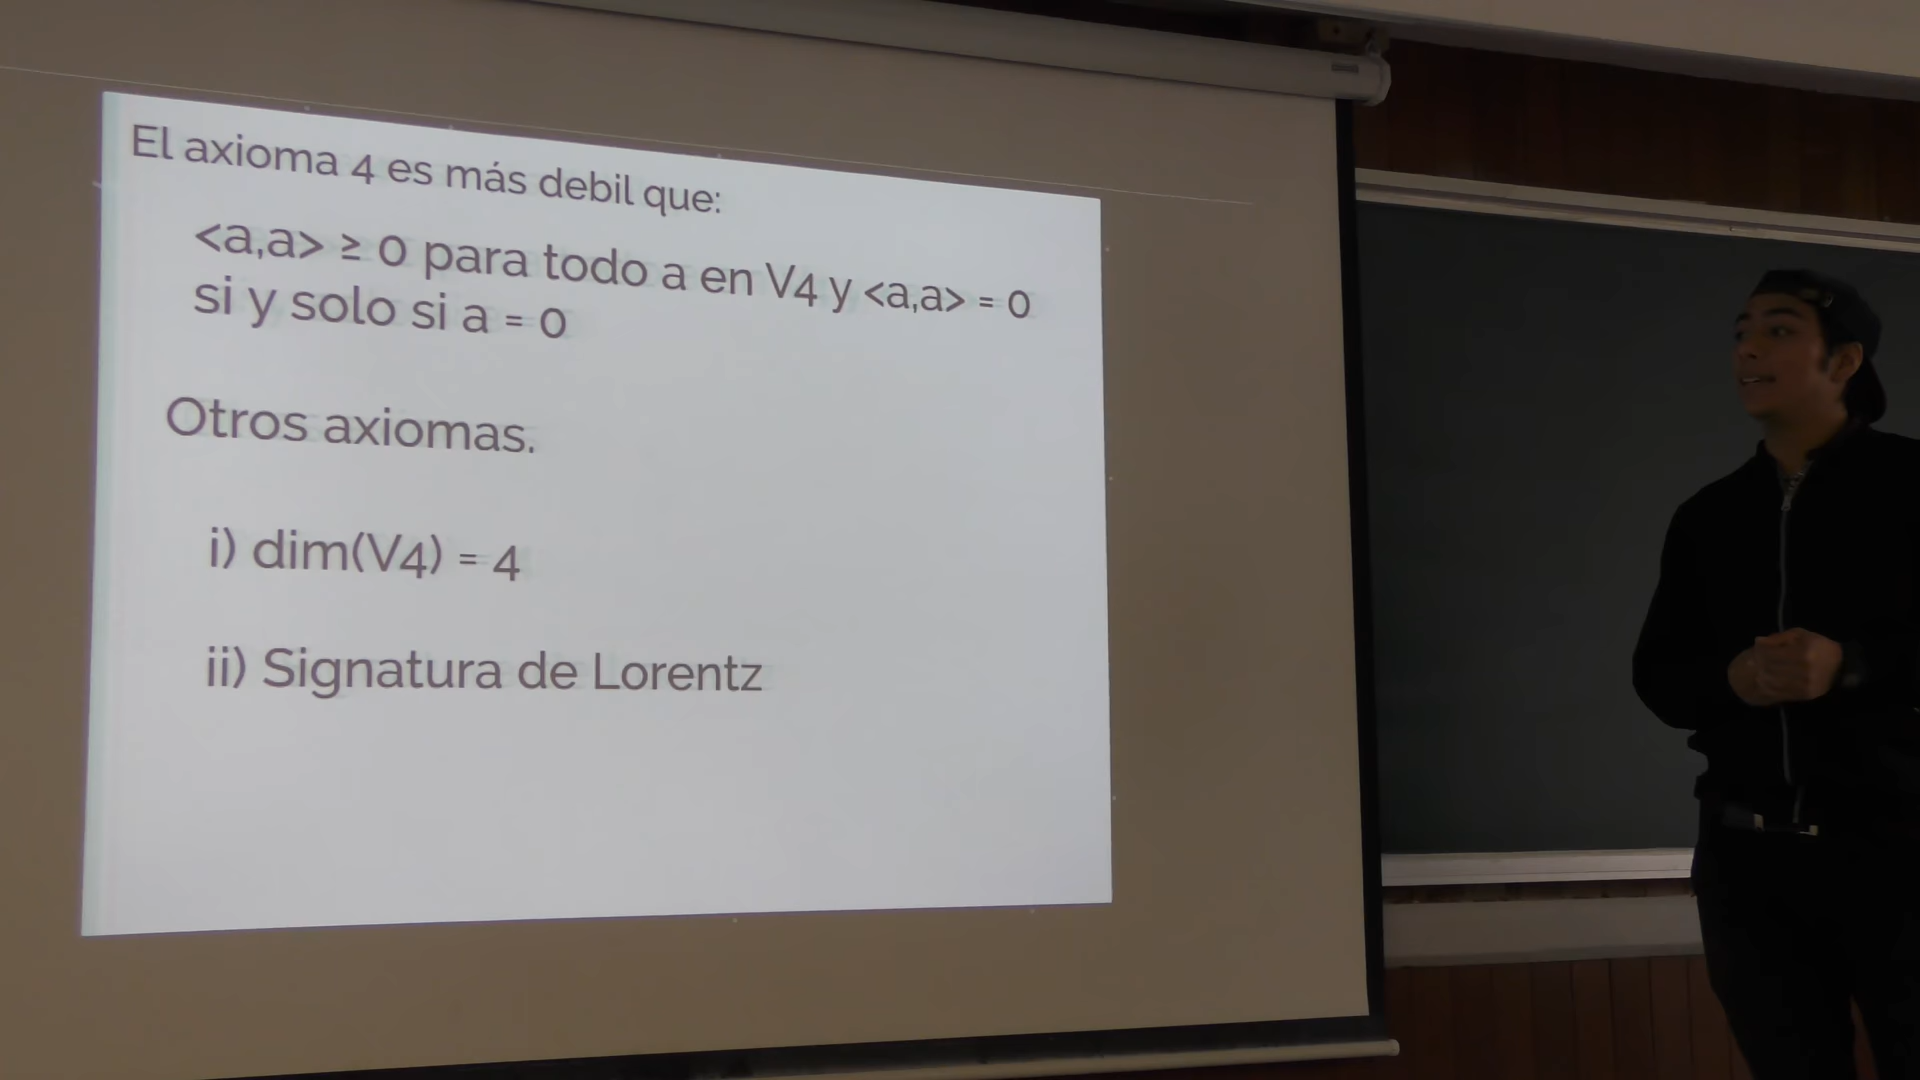 El axioma 4 es más debil que:
<a,a> ≥ 0 para todo a en V4 y <a,a> = 0
si y solo si a = 0
Otros axiomas.
i) dim(V4) = 4
ii) Signatura de Lorentz